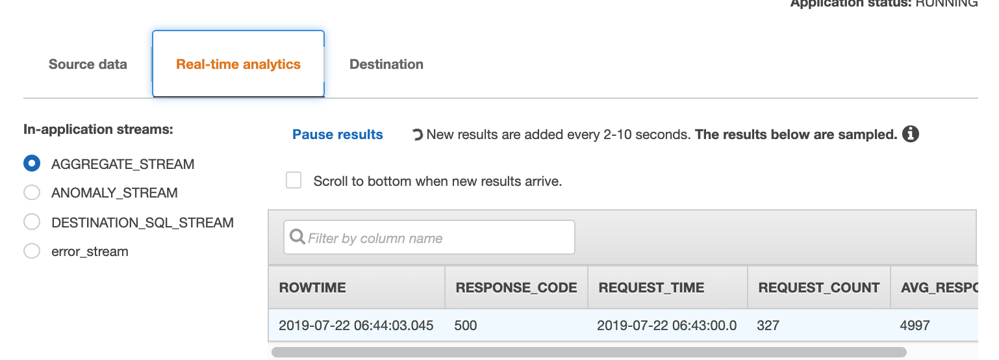 Application status: RUNNING
Source data
Real-time analytics
Destination
In-application streams:
AGGREGATE_STREAM
ANOMALY_STREAM
DESTINATION_SQL_STREAM
error_stream
Pause results
New results are added every 2-10 seconds. The results below are sampled.
Scroll to bottom when new results arrive.
Filter by column name
ROWTIME RESPONSE_CODE REQUEST_TIME REQUEST_COUNT AVG_RESPO
2019-07-22 06:44:03.045 500 2019-07-22 06:43:00.0 327 4997